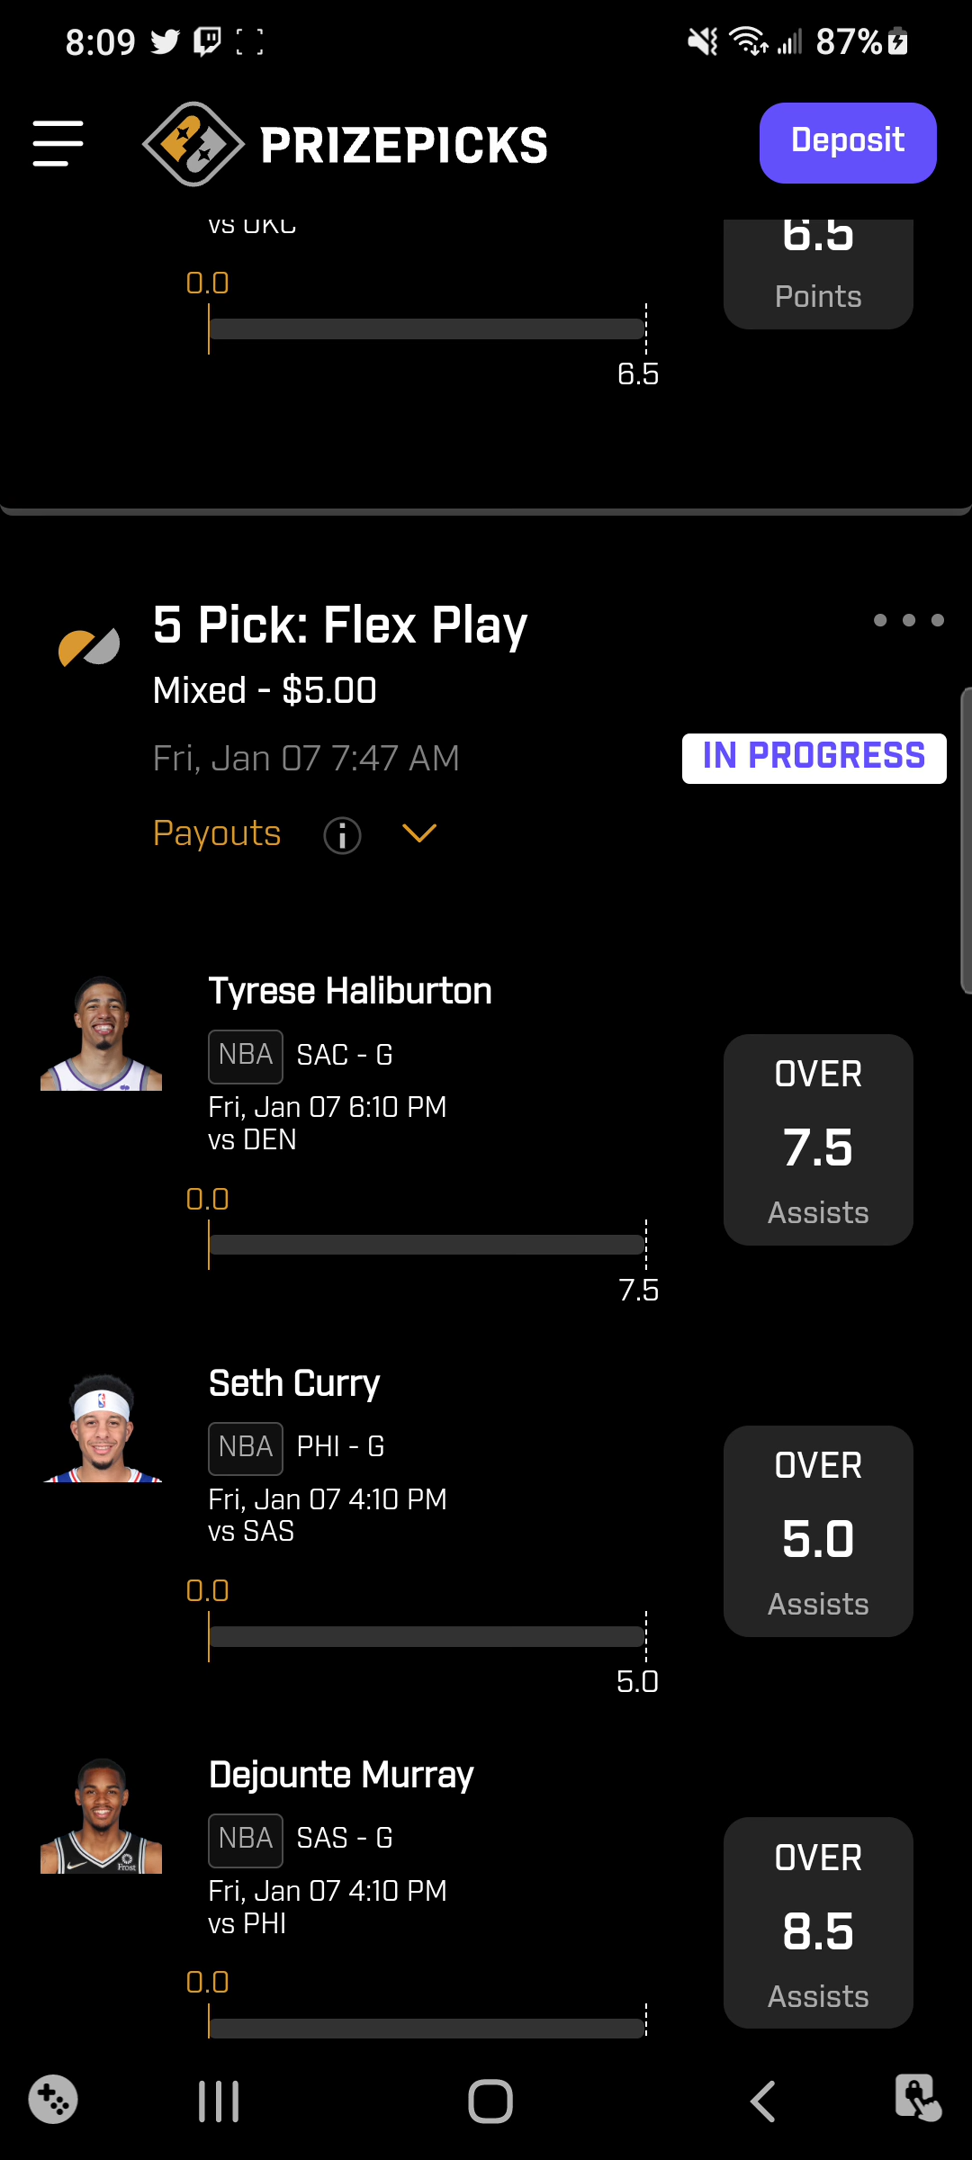 8:09 87%
PRIZEPICKS Deposit
vs OKC 6.5
0.0 Points
6.5
5 Pick: Flex Play
Mixed - $5.00
Fri, Jan 07 7:47 AM IN PROGRESS
Payouts i
Tyrese Haliburton
NBA SAC - G OVER
Fri, Jan 07 6:10 PM
vs DEN 7.5
0.0 Assists
7.5
Seth Curry
NBA PHI - G OVER
Fri, Jan 07 4:10 PM
vs SAS 5.0
0.0 Assists
5.0
Dejounte Murray
NBA SAS - G OVER
Fri, Jan 07 4:10 PM
vs PHI 8.5
0.0 Assists
Frost